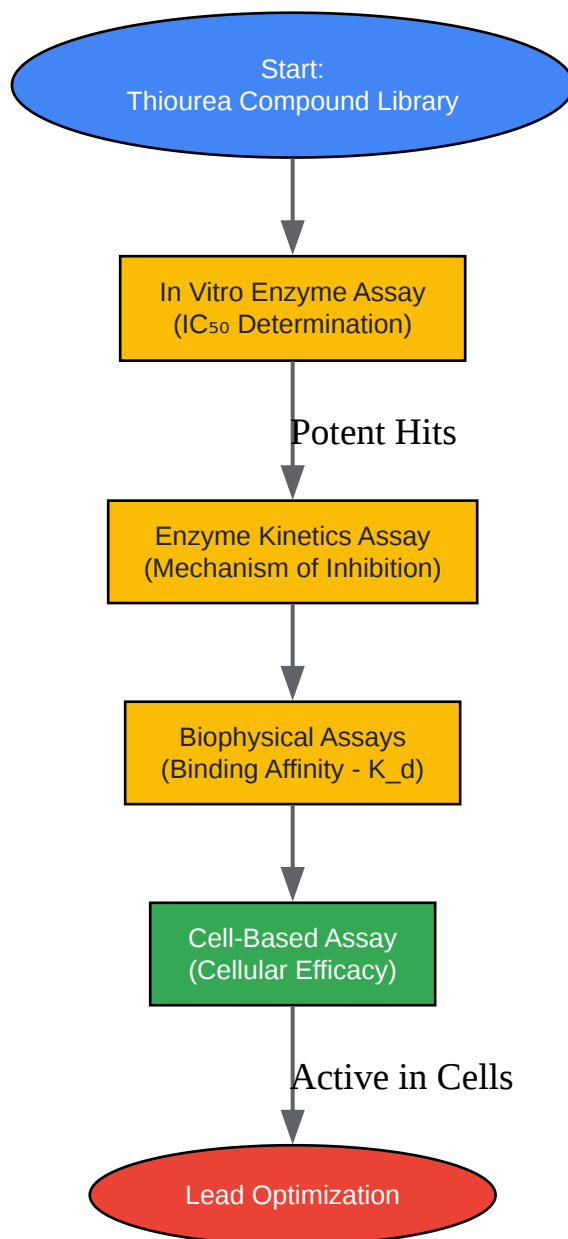 Start:
Thiourea Compound Library
In Vitro Enzyme Assay
(IC₅₀ Determination)
Potent Hits
Enzyme Kinetics Assay
(Mechanism of Inhibition)
Biophysical Assays
(Binding Affinity - K_d)
Cell-Based Assay
(Cellular Efficacy)
Active in Cells
Lead Optimization